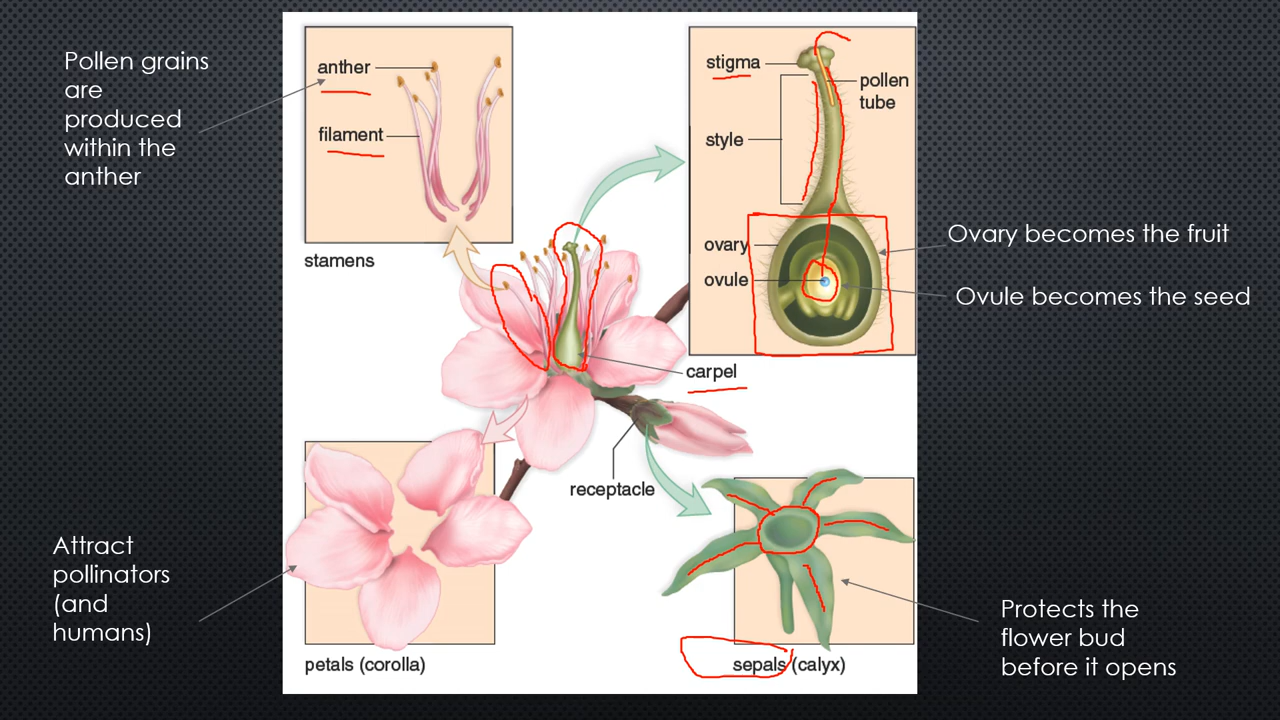 Pollen grains
are
produced
within the
anther
anther
filament
stamens
stigma
pollen
tube
style
ovary
ovule
Ovary becomes the fruit
Ovule becomes the seed
carpel
receptacle
Attract
pollinators
(and
humans)
petals (corolla)
sepals (calyx)
Protects the
flower bud
before it opens